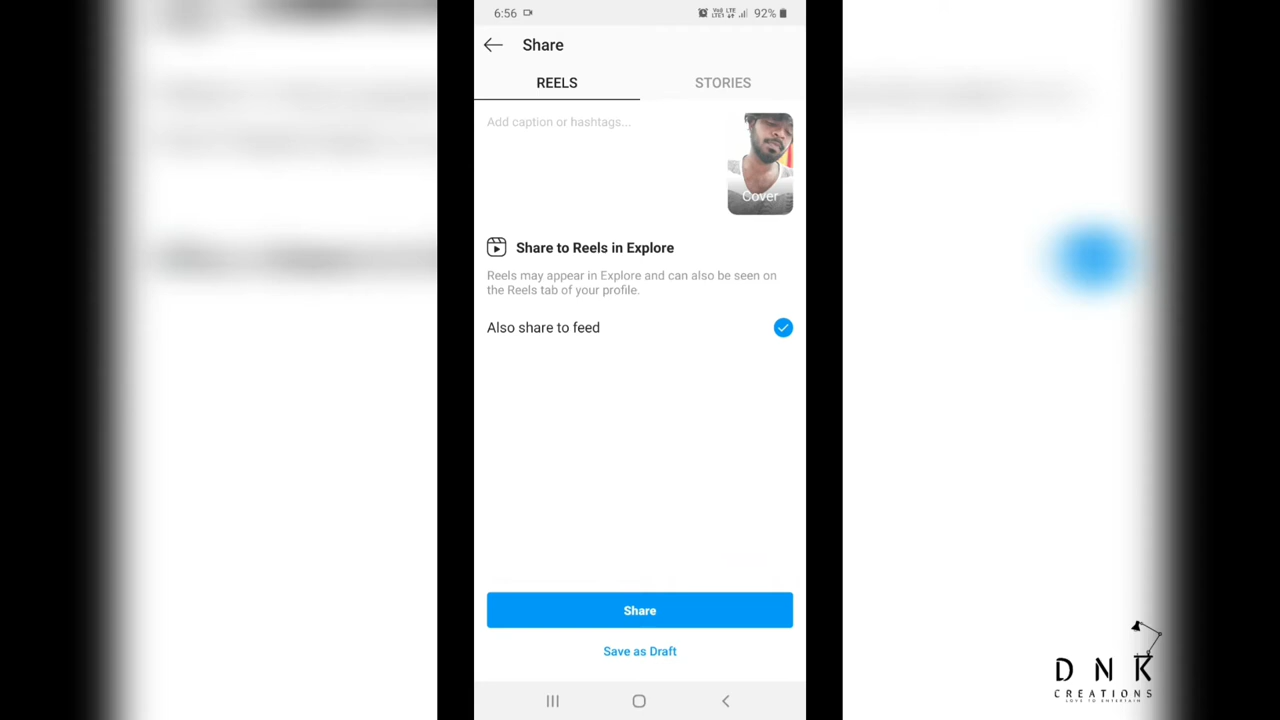 6:56
92%
Share
REELS
STORIES
Add caption or hashtags...
Cover
Share to Reels in Explore
Reels may appear in Explore and can also be seen on
the Reels tab of your profile.
Also share to feed
Share
Save as Draft
DNK
CREATIONS
LOVE TO ENTERTAIN